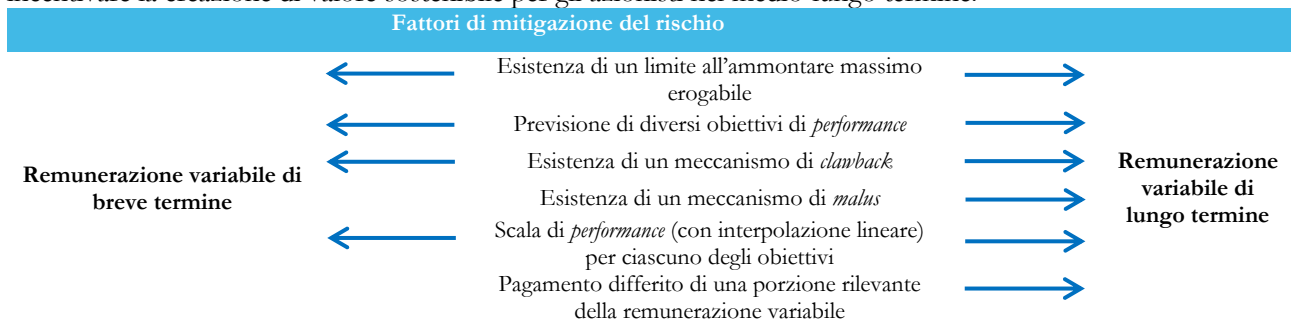 incentivare la creazione di valore sostenibile per gli azionisti nel medio-lungo termine.
Fattori di mitigazione del rischio
Esistenza di un limite all’ammontare massimo
erogabile
Previsione di diversi obiettivi di performance
Esistenza di un meccanismo di clawback
Remunerazione variabile di
breve termine
Remunerazione
variabile di
lungo termine
Esistenza di un meccanismo di malus
Scala di performance (con interpolazione lineare)
per ciascuno degli obiettivi
Pagamento differito di una porzione rilevante
della remunerazione variabile